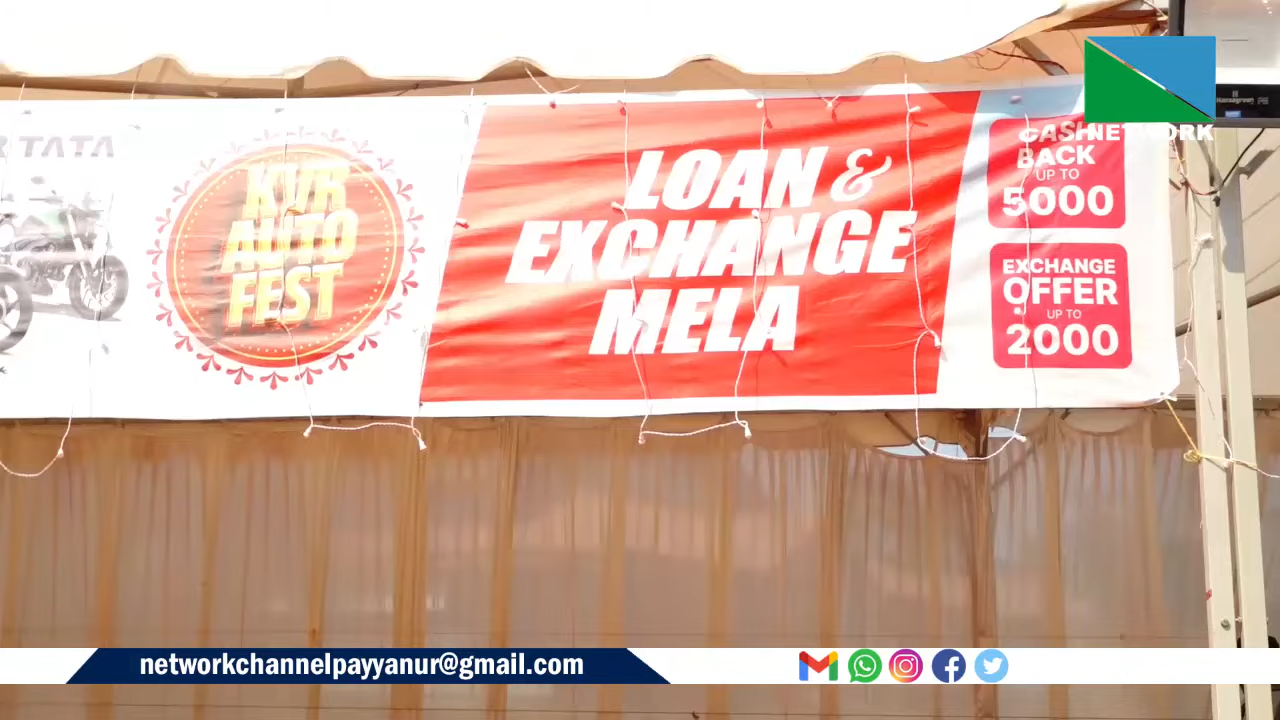 TATA
KVR
AUTO
FEST
LOAN &
EXCHANGE
MELA
CASH
BACK
UP TO
5000
EXCHANGE
OFFER
UP TO
2000
NETWORK
networkchannelpayyanur@gmail.com